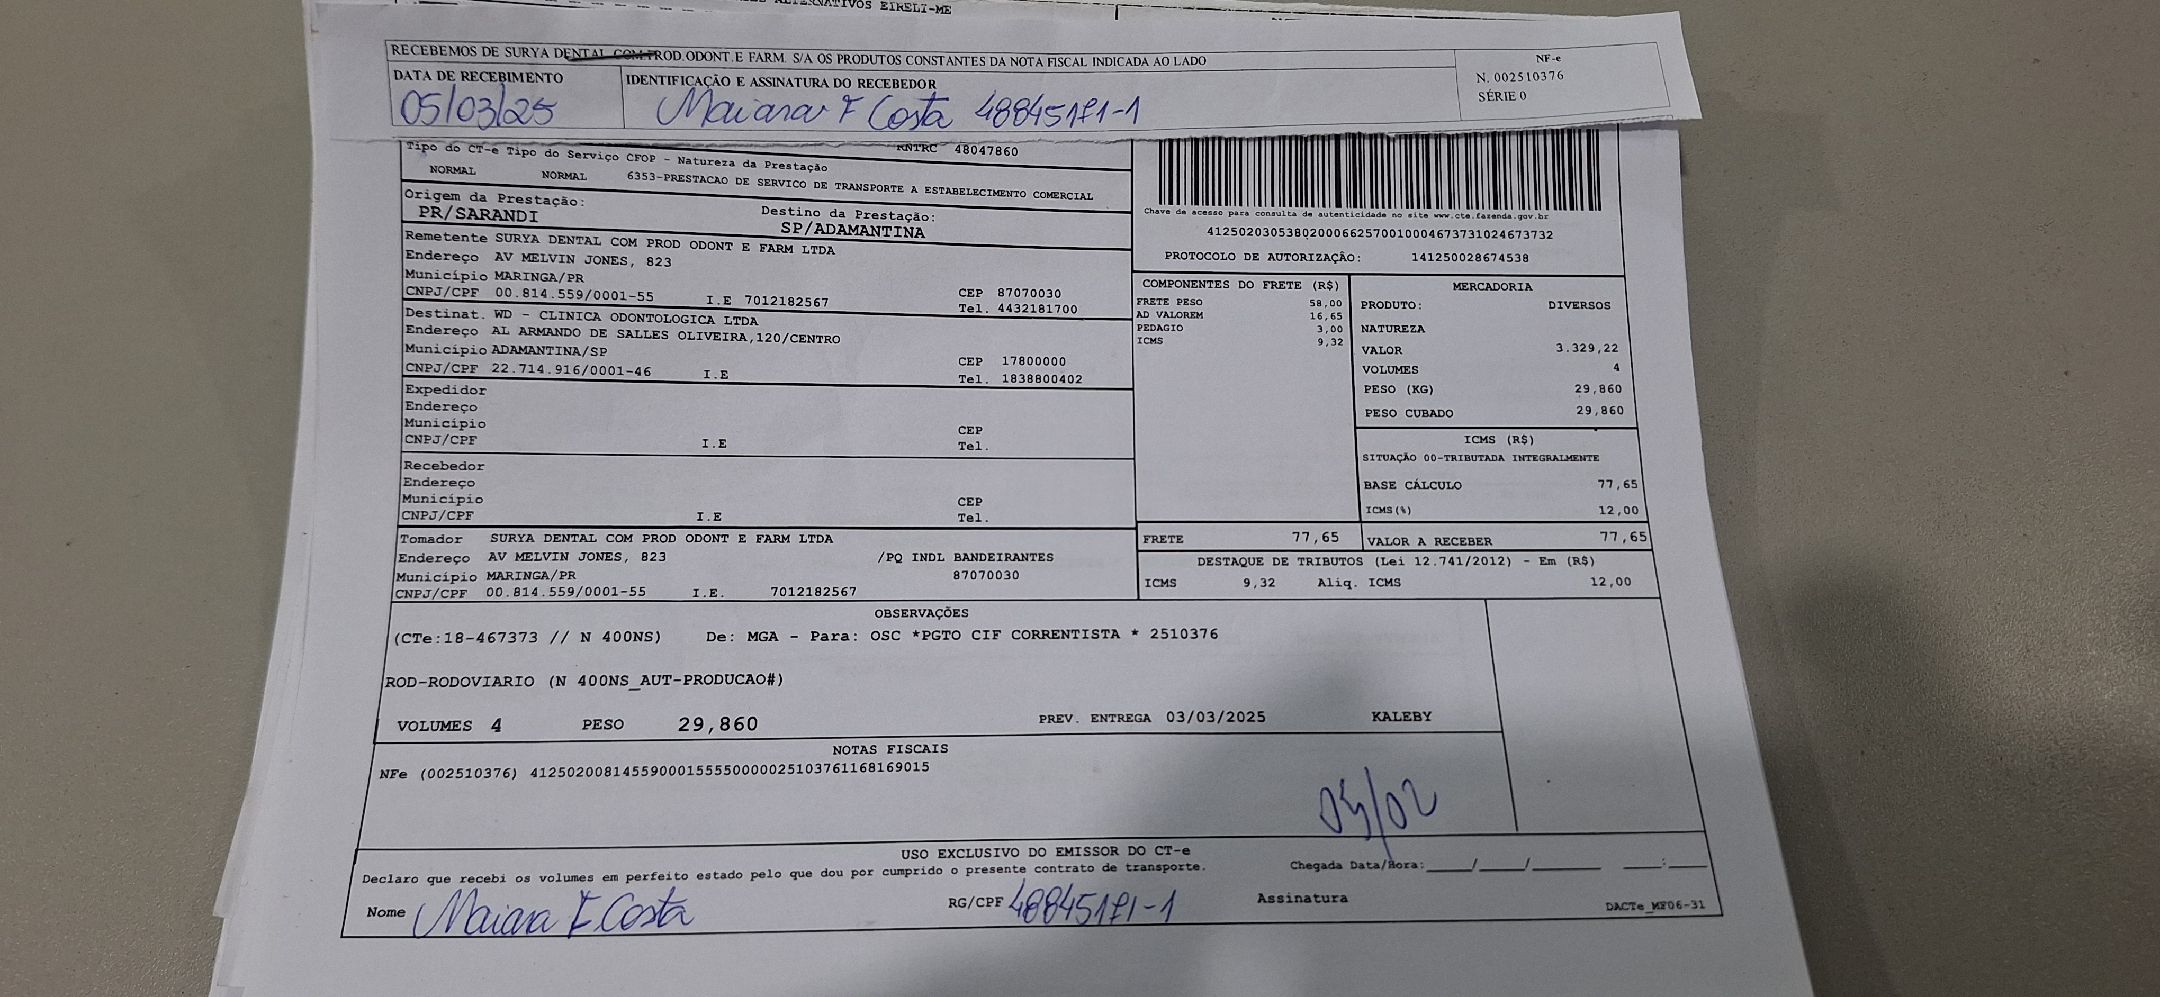 ALTERNATIVOS EIRELI-ME
RECEBEMOS DE SURYA DENTAL COM PROD.ODONT.E FARM. S/A OS PRODUTOS CONSTANTES DA NOTA FISCAL INDICADA AO LADO
DATA DE RECEBIMENTO
05/03/25
IDENTIFICAÇÃO E ASSINATURA DO RECEBEDOR
Maiara F Costa
NF-e
N. 002510376
SÉRIE 0
RNTRC 48047860
Tipo do CT-e Tipo do Serviço CFOP - Natureza da Prestação
NORMAL NORMAL 6353-PRESTACAO DE SERVICO DE TRANSPORTE A ESTABELECIMENTO COMERCIAL
Origem da Prestação:
PR/SARANDI
Destino da Prestação:
SP/ADAMANTINA
Remetente SURYA DENTAL COM PROD ODONT E FARM LTDA
Endereço AV MELVIN JONES, 823
Município MARINGA/PR
CEP 87070030
CNPJ/CPF 00.814.559/0001-55 I.E 7012182567
Tel. 4432181700
Destinat. WD - CLINICA ODONTOLOGICA LTDA
Endereço AL ARMANDO DE SALLES OLIVEIRA,120/CENTRO
Município ADAMANTINA/SP
CEP 17800000
CNPJ/CPF 22.714.916/0001-46 I.E
Tel. 1838800402
Expedidor
Endereço
Município
CEP
CNPJ/CPF I.E
Tel.
Recebedor
Endereço
Município
CEP
CNPJ/CPF I.E
Tel.
Tomador SURYA DENTAL COM PROD ODONT E FARM LTDA
Endereço AV MELVIN JONES, 823 /PQ INDL BANDEIRANTES
Município MARINGA/PR 87070030
CNPJ/CPF 00.814.559/0001-55 I.E. 7012182567
Chave de acesso para consulta de autenticidade no site www.cte.fazenda.gov.br
41250203053802000662570010004673731024673732
PROTOCOLO DE AUTORIZAÇÃO: 141250028674538
COMPONENTES DO FRETE (R$)
FRETE PESO 58,00
AD VALOREM 16,65
PEDAGIO 3,00
ICMS 9,32
MERCADORIA
PRODUTO: DIVERSOS
NATUREZA
VALOR 3.329,22
VOLUMES 4
PESO (KG) 29,860
PESO CUBADO 29,860
ICMS (R$)
SITUAÇÃO 00-TRIBUTADA INTEGRALMENTE
BASE CÁLCULO 77,65
ICMS(%) 12,00
FRETE 77,65
VALOR A RECEBER 77,65
DESTAQUE DE TRIBUTOS (Lei 12.741/2012) - Em (R$)
ICMS 9,32 Aliq. ICMS 12,00
OBSERVAÇÕES
(CTe:18-467373 // N 400NS) De: MGA - Para: OSC *PGTO CIF CORRENTISTA * 2510376
ROD-RODOVIARIO (N 400NS_AUT-PRODUCAO#)
VOLUMES 4 PESO 29,860 PREV. ENTREGA 03/03/2025 KALEBY
NOTAS FISCAIS
NFe (002510376) 41250200814559000155550000025103761168169015
USO EXCLUSIVO DO EMISSOR DO CT-e
Declaro que recebi os volumes em perfeito estado pelo que dou por cumprido o presente contrato de transporte.
Chegada Data/Hora:____/____/______ ____:____
Nome Maiara F Costa
RG/CPF
Assinatura
DACTe_MF06-31